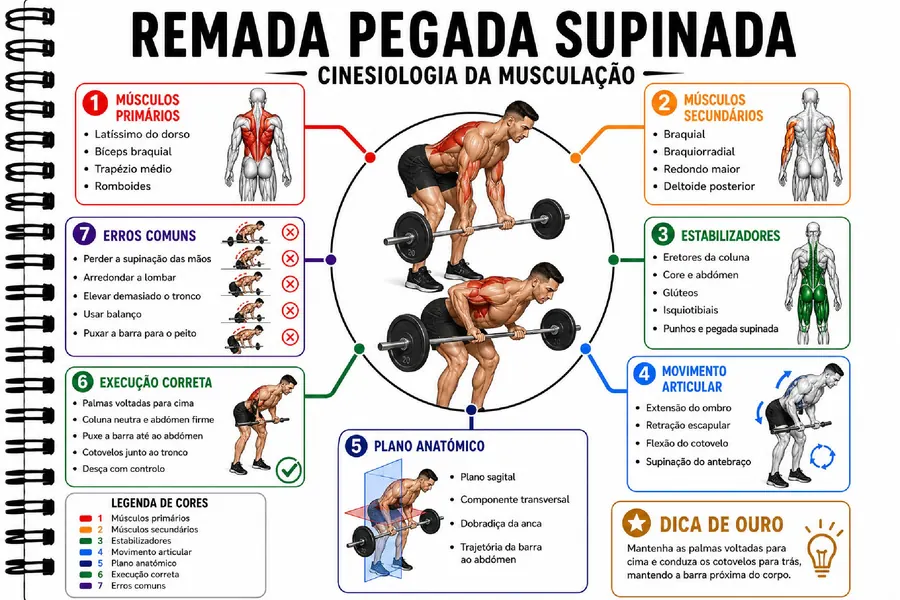 REMADA PEGADA SUPINADA
CINESIOLOGIA DA MUSCULAÇÃO
1 MÚSCULOS
PRIMÁRIOS
• Latíssimo do dorso
• Bíceps braquial
• Trapézio médio
• Romboides
2 MÚSCULOS
SECUNDÁRIOS
• Braquial
• Braquiorradial
• Redondo maior
• Deltoide posterior
3 ESTABILIZADORES
• Eretores da coluna
• Core e abdómen
• Glúteos
• Isquiotibiais
• Punhos e pegada supinada
4 MOVIMENTO
ARTICULAR
• Extensão do ombro
• Retração escapular
• Flexão do cotovelo
• Supinação do antebraço
5 PLANO ANATÓMICO
• Plano sagital
• Componente transversal
• Dobradiça da anca
• Trajetória da barra
ao abdómen
6 EXECUÇÃO CORRETA
• Palmas voltadas para cima
• Coluna neutra e abdómen firme
• Puxe a barra até ao abdómen
• Cotovelos junto ao tronco
• Desça com controlo
7 ERROS COMUNS
• Perder a supinação das mãos
• Arredondar a lombar
• Elevar demasiado o tronco
• Usar balanço
• Puxar a barra para o peito
LEGENDA DE CORES
1 Músculos primários
2 Músculos secundários
3 Estabilizadores
4 Movimento articular
5 Plano anatómico
6 Execução correta
7 Erros comuns
DICA DE OURO
Mantenha as palmas voltadas para
cima e conduza os cotovelos para trás,
mantendo a barra próxima do corpo.
20
20